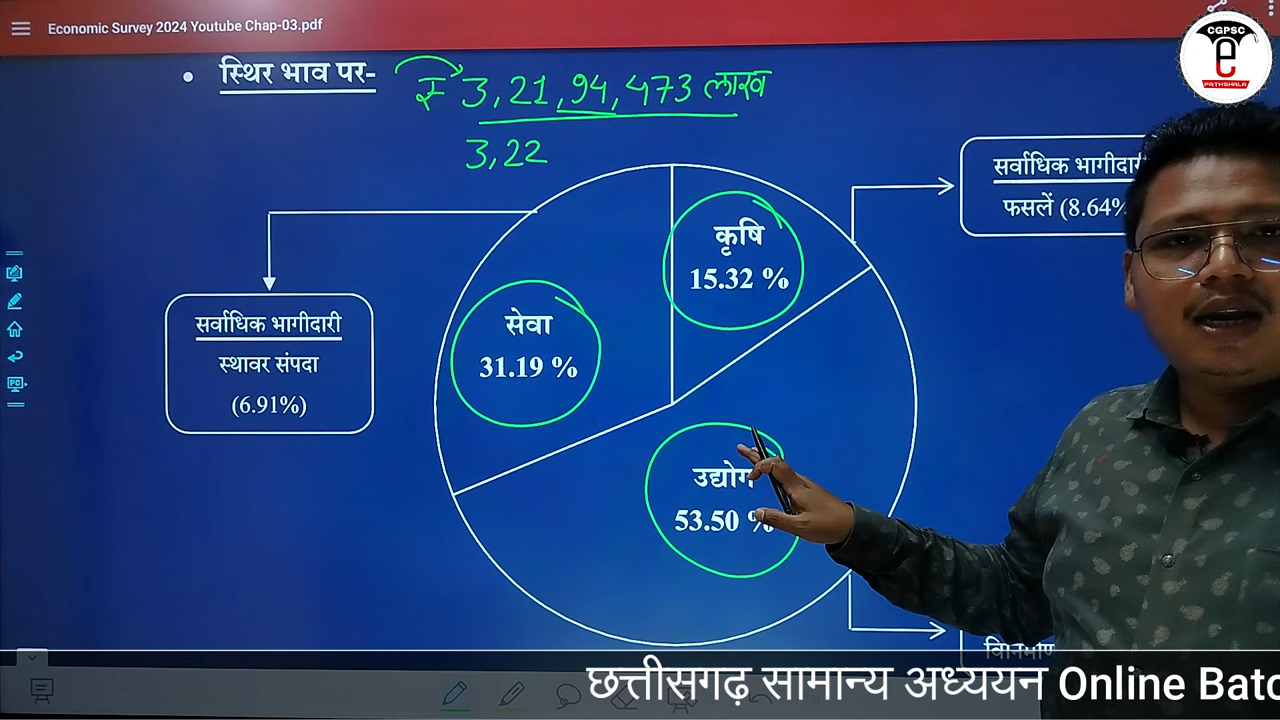 Economic Survey 2024 Youtube Chap-03.pdf
CGPSC
e
PATHSHALA
• स्थिर भाव पर- ₹ 3,21,94,473 लाख
3,22
सर्वाधिक भागीदारी
फसलें (8.64%
कृषि
15.32 %
सेवा
31.19 %
सर्वाधिक भागीदारी
स्थावर संपदा
(6.91%)
उद्योग
53.50 %
छत्तीसगढ़ सामान्य अध्ययन Online Batc